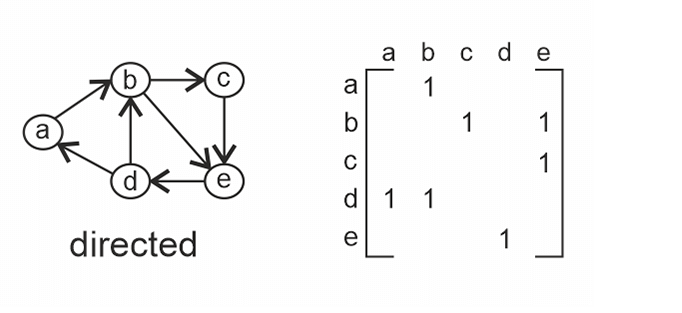 a
b
c
d
e
directed
a b c d e
a 1
b 1 1
c 1
d 1 1
e 1